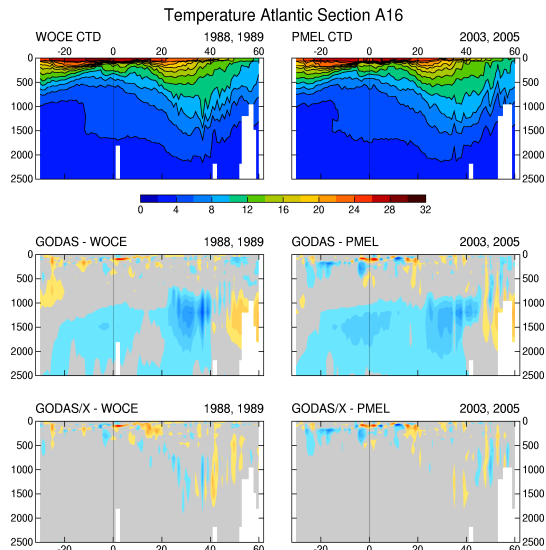 Temperature Atlantic Section A16
WOCE CTD 1988, 1989 PMEL CTD 2003, 2005
-20 0 20 40 60 -20 0 20 40 60
0 0
500 500
1000 1000
1500 1500
2000 2000
2500 2500
0 4 8 12 16 20 24 28 32
GODAS - WOCE 1988, 1989 GODAS - PMEL 2003, 2005
0 0
500 500
1000 1000
1500 1500
2000 2000
2500 2500
GODAS/X - WOCE 1988, 1989 GODAS/X - PMEL 2003, 2005
0 0
500 500
1000 1000
1500 1500
2000 2000
2500 2500
-20 0 20 40 60 -20 0 20 40 60